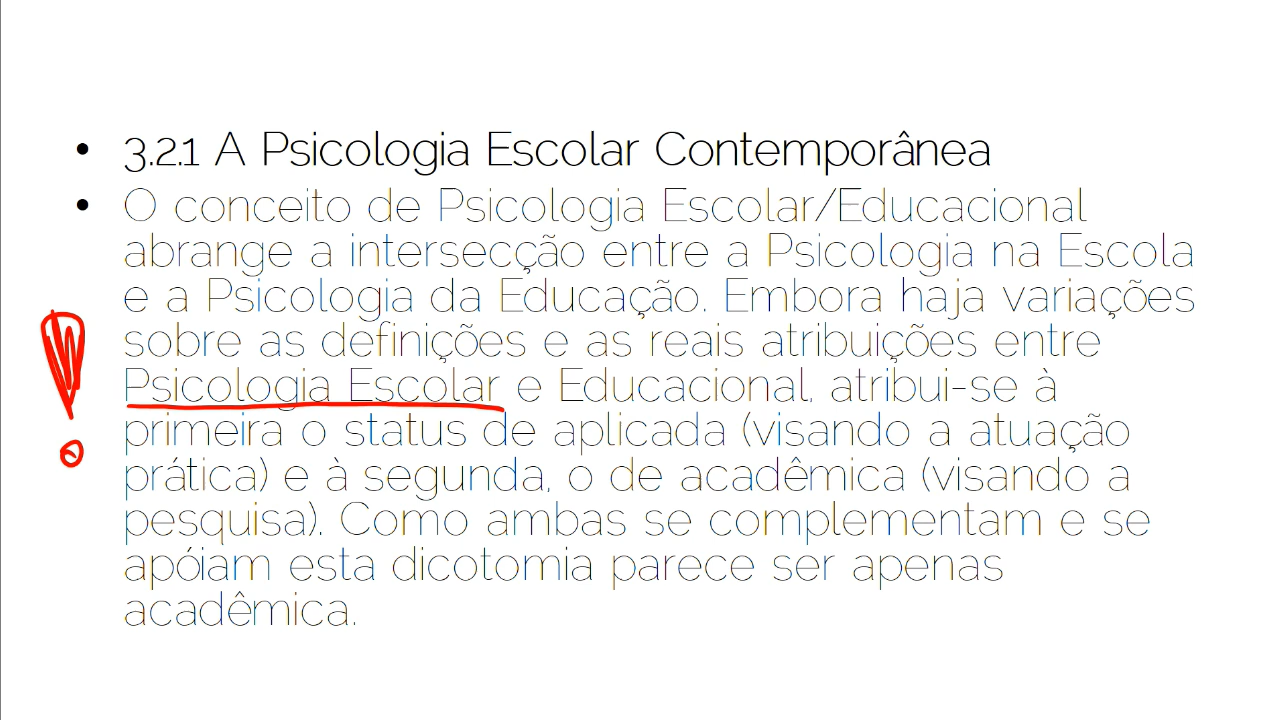 • 3.2.1 A Psicologia Escolar Contemporânea
• O conceito de Psicologia Escolar/Educacional
abrange a intersecção entre a Psicologia na Escola
e a Psicologia da Educação. Embora haja variações
sobre as definições e as reais atribuições entre
Psicologia Escolar e Educacional, atribui-se à
primeira o status de aplicada (visando a atuação
prática) e à segunda, o de acadêmica (visando a
pesquisa). Como ambas se complementam e se
apóiam esta dicotomia parece ser apenas
acadêmica.